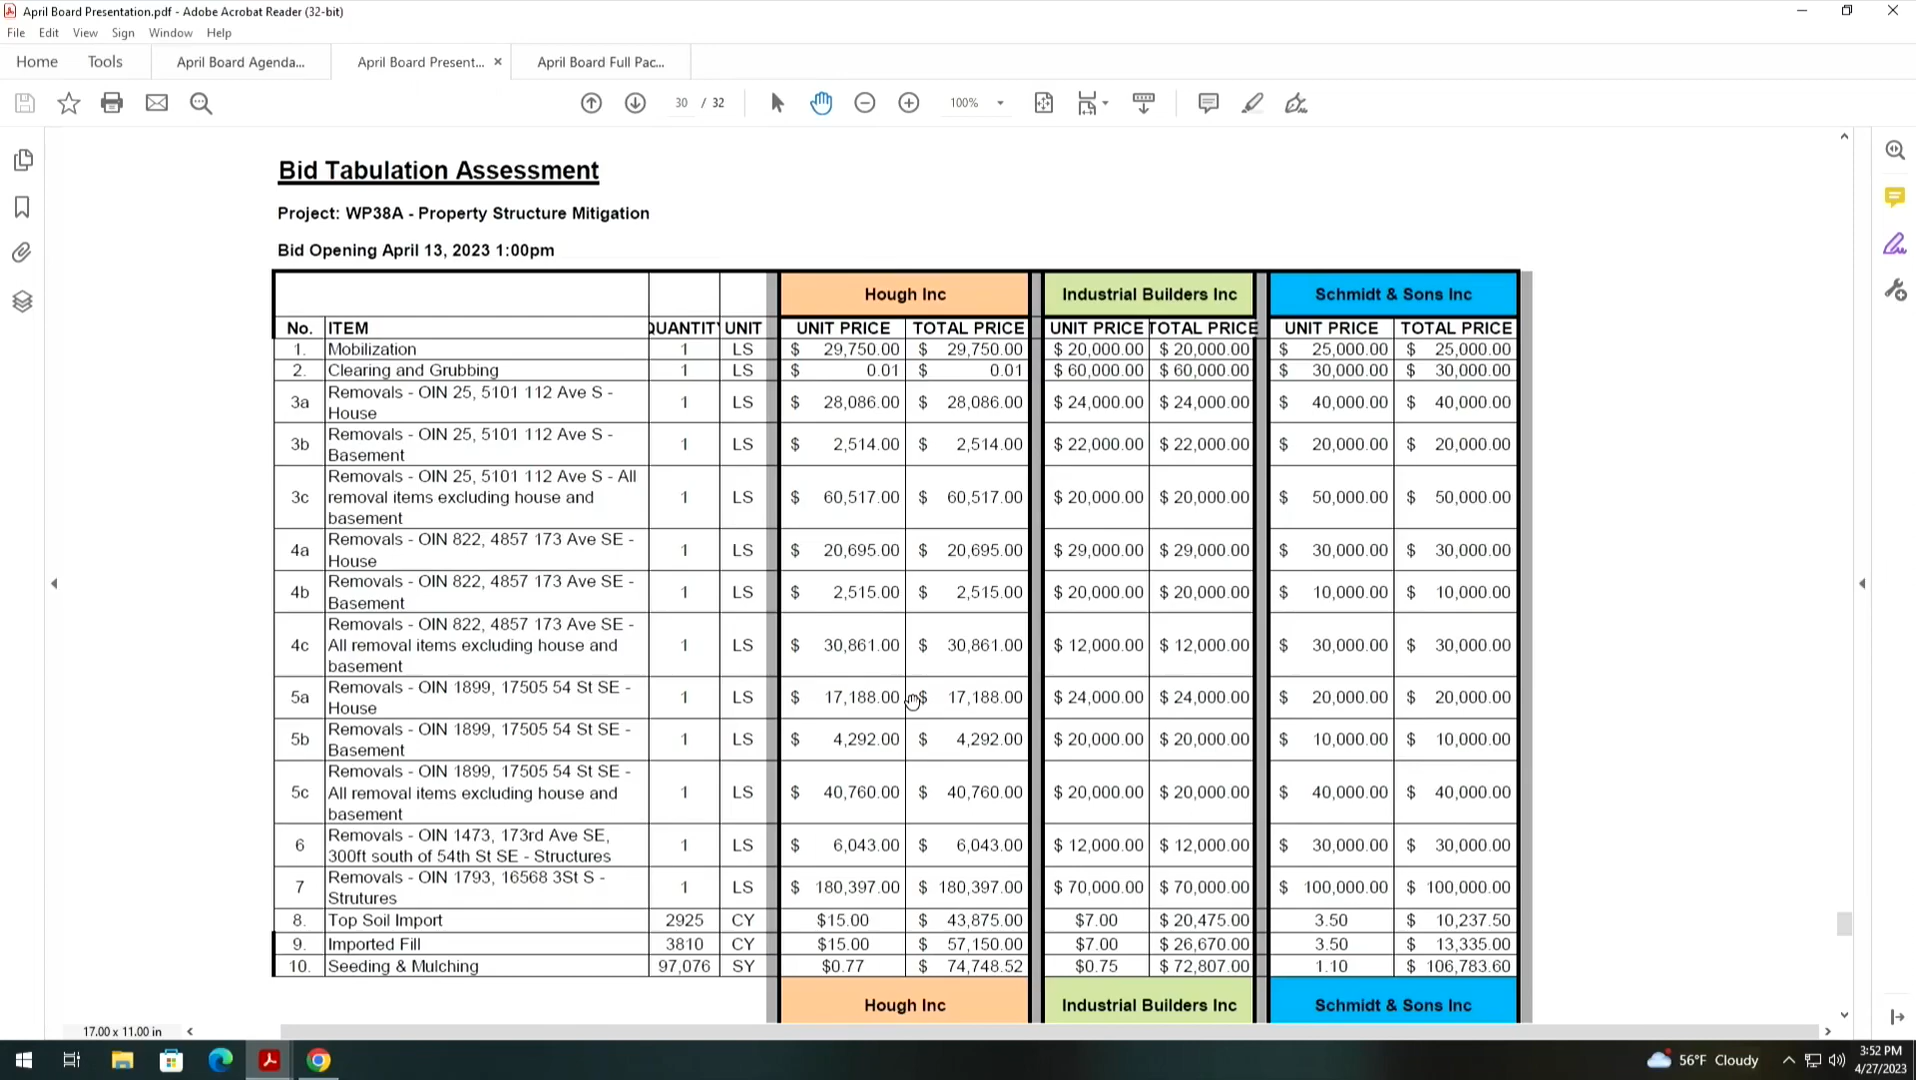 April Board Presentation.pdf - Adobe Acrobat Reader (32-bit)
File Edit View Sign Window Help
Home Tools April Board Agenda... April Board Present... × April Board Full Pac...
30 / 32 100%
Bid Tabulation Assessment
Project: WP38A - Property Structure Mitigation
Bid Opening April 13, 2023 1:00pm
Hough Inc Industrial Builders Inc Schmidt & Sons Inc
No. ITEM QUANTITY UNIT UNIT PRICE TOTAL PRICE UNIT PRICE TOTAL PRICE UNIT PRICE TOTAL PRICE
1. Mobilization 1 LS $ 29,750.00 $ 29,750.00 $ 20,000.00 $ 20,000.00 $ 25,000.00 $ 25,000.00
2. Clearing and Grubbing 1 LS $ 0.01 $ 0.01 $ 60,000.00 $ 60,000.00 $ 30,000.00 $ 30,000.00
Removals - OIN 25, 5101 112 Ave S -
3a House 1 LS $ 28,086.00 $ 28,086.00 $ 24,000.00 $ 24,000.00 $ 40,000.00 $ 40,000.00
Removals - OIN 25, 5101 112 Ave S -
3b Basement 1 LS $ 2,514.00 $ 2,514.00 $ 22,000.00 $ 22,000.00 $ 20,000.00 $ 20,000.00
Removals - OIN 25, 5101 112 Ave S - All
3c removal items excluding house and 1 LS $ 60,517.00 $ 60,517.00 $ 20,000.00 $ 20,000.00 $ 50,000.00 $ 50,000.00
basement
Removals - OIN 822, 4857 173 Ave SE -
4a House 1 LS $ 20,695.00 $ 20,695.00 $ 29,000.00 $ 29,000.00 $ 30,000.00 $ 30,000.00
Removals - OIN 822, 4857 173 Ave SE -
4b Basement 1 LS $ 2,515.00 $ 2,515.00 $ 20,000.00 $ 20,000.00 $ 10,000.00 $ 10,000.00
Removals - OIN 822, 4857 173 Ave SE -
4c All removal items excluding house and 1 LS $ 30,861.00 $ 30,861.00 $ 12,000.00 $ 12,000.00 $ 30,000.00 $ 30,000.00
basement
Removals - OIN 1899, 17505 54 St SE -
5a House 1 LS $ 17,188.00 $ 17,188.00 $ 24,000.00 $ 24,000.00 $ 20,000.00 $ 20,000.00
Removals - OIN 1899, 17505 54 St SE -
5b Basement 1 LS $ 4,292.00 $ 4,292.00 $ 20,000.00 $ 20,000.00 $ 10,000.00 $ 10,000.00
Removals - OIN 1899, 17505 54 St SE -
5c All removal items excluding house and 1 LS $ 40,760.00 $ 40,760.00 $ 20,000.00 $ 20,000.00 $ 40,000.00 $ 40,000.00
basement
Removals - OIN 1473, 173rd Ave SE,
6 300ft south of 54th St SE - Structures 1 LS $ 6,043.00 $ 6,043.00 $ 12,000.00 $ 12,000.00 $ 30,000.00 $ 30,000.00
Removals - OIN 1793, 16568 3St S -
7 Strutures 1 LS $ 180,397.00 $ 180,397.00 $ 70,000.00 $ 70,000.00 $ 100,000.00 $ 100,000.00
8. Top Soil Import 2925 CY $15.00 $ 43,875.00 $7.00 $ 20,475.00 3.50 $ 10,237.50
9. Imported Fill 3810 CY $15.00 $ 57,150.00 $7.00 $ 26,670.00 3.50 $ 13,335.00
10. Seeding & Mulching 97,076 SY $0.77 $ 74,748.52 $0.75 $ 72,807.00 1.10 $ 106,783.60
Hough Inc Industrial Builders Inc Schmidt & Sons Inc
17.00 x 11.00 in
56°F Cloudy 3:52 PM
4/27/2023